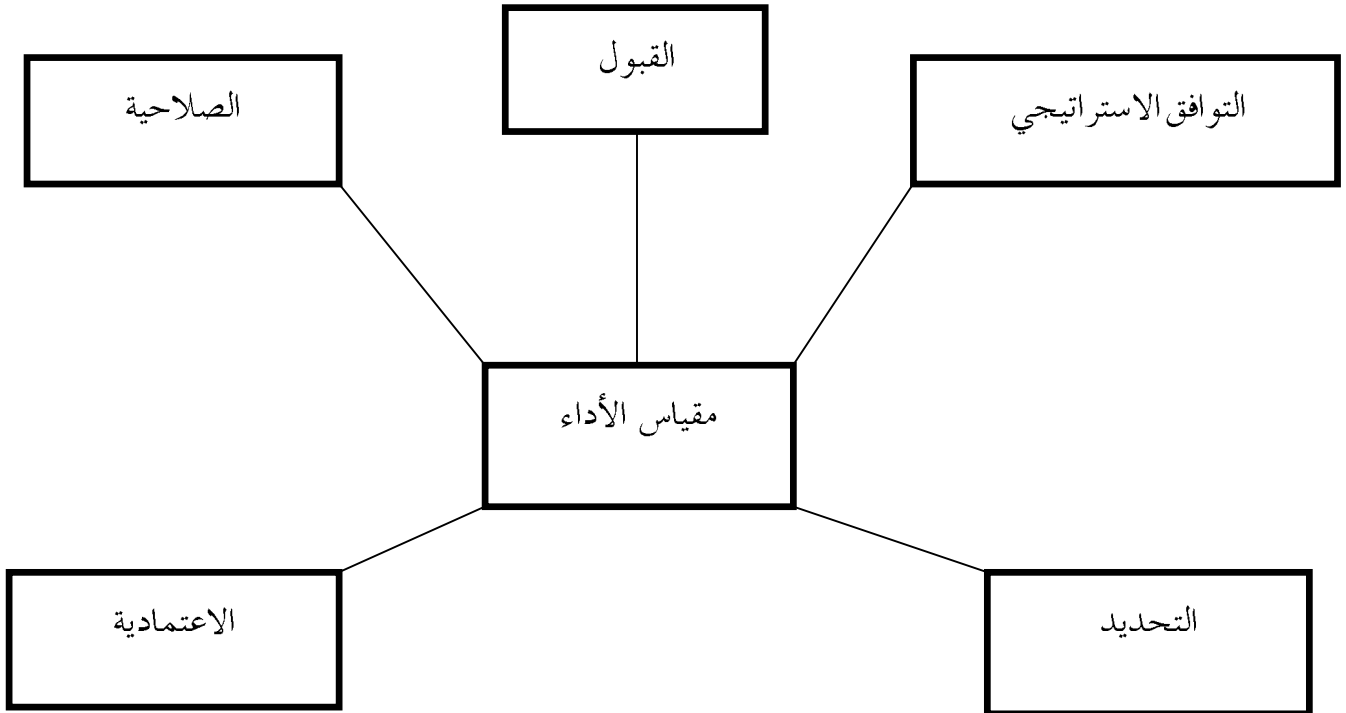 القبول
التوافق الاستراتيجي
الصلاحية
مقياس الأداء
التحديد
الاعتمادية